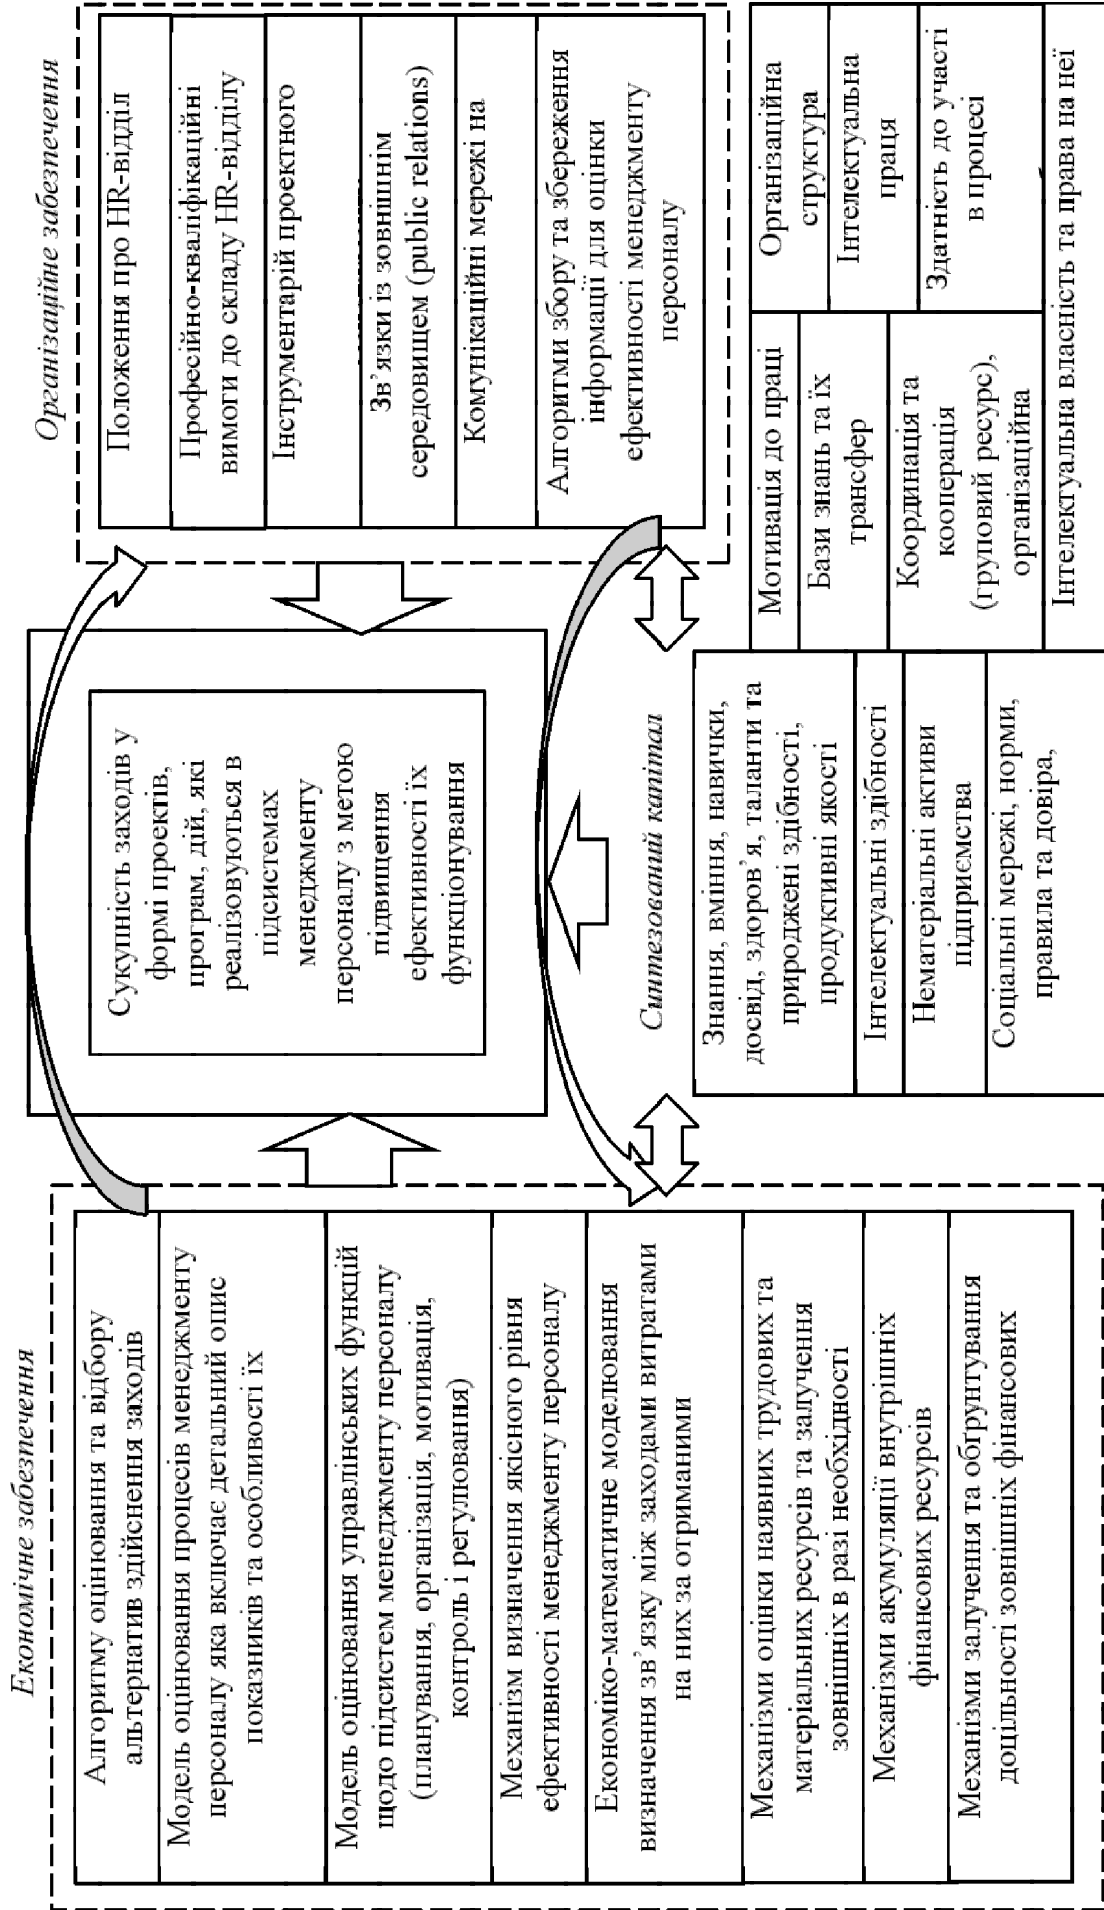 Економічне забезпечення
Алгоритму оцінювання та відбору
альтернатив здійснення заходів
Модель оцінювання процесів менеджменту
персоналу яка включає детальний опис
показників та особливості їх
Модель оцінювання управлінських функцій
щодо підсистем менеджменту персоналу
(планування, організація, мотивація,
контроль і регулювання)
Механізм визначення якісного рівня
ефективності менеджменту персоналу
Економіко-математичне моделювання
визначення зв’язку між заходами витратами
на них за отриманими
Механізми оцінки наявних трудових та
матеріальних ресурсів та залучення
зовнішніх в разі необхідності
Механізми акумуляції внутрішніх
фінансових ресурсів
Механізми залучення та обґрунтування
доцільності зовнішніх фінансових
Сукупність заходів у
формі проектів,
програм, дій, які
реалізовуються в
підсистемах
менеджменту
персоналу з метою
підвищення
ефективності їх
функціонування
Організаційне забезпечення
Положення про HR-відділ
Професійно-кваліфікаційні
вимоги до складу HR-відділу
Інструментарій проектного
Зв’язки із зовнішнім
середовищем (public relations)
Комунікаційні мережі на
Алгоритми збору та збереження
інформації для оцінки
ефективності менеджменту
персоналу
Синтезований капітал
Знання, вміння, навички,
досвід, здоров’я, таланти та
природжені здібності,
продуктивні якості
Інтелектуальні здібності
Нематеріальні активи
підприємства
Соціальні мережі, норми,
правила та довіра,
Мотивація до праці
Бази знань та їх
трансфер
Координація та
кооперація
(груповий ресурс),
організаційна
Організаційна
структура
Інтелектуальна
праця
Здатність до участі
в процесі
Інтелектуальна власність та права на неї